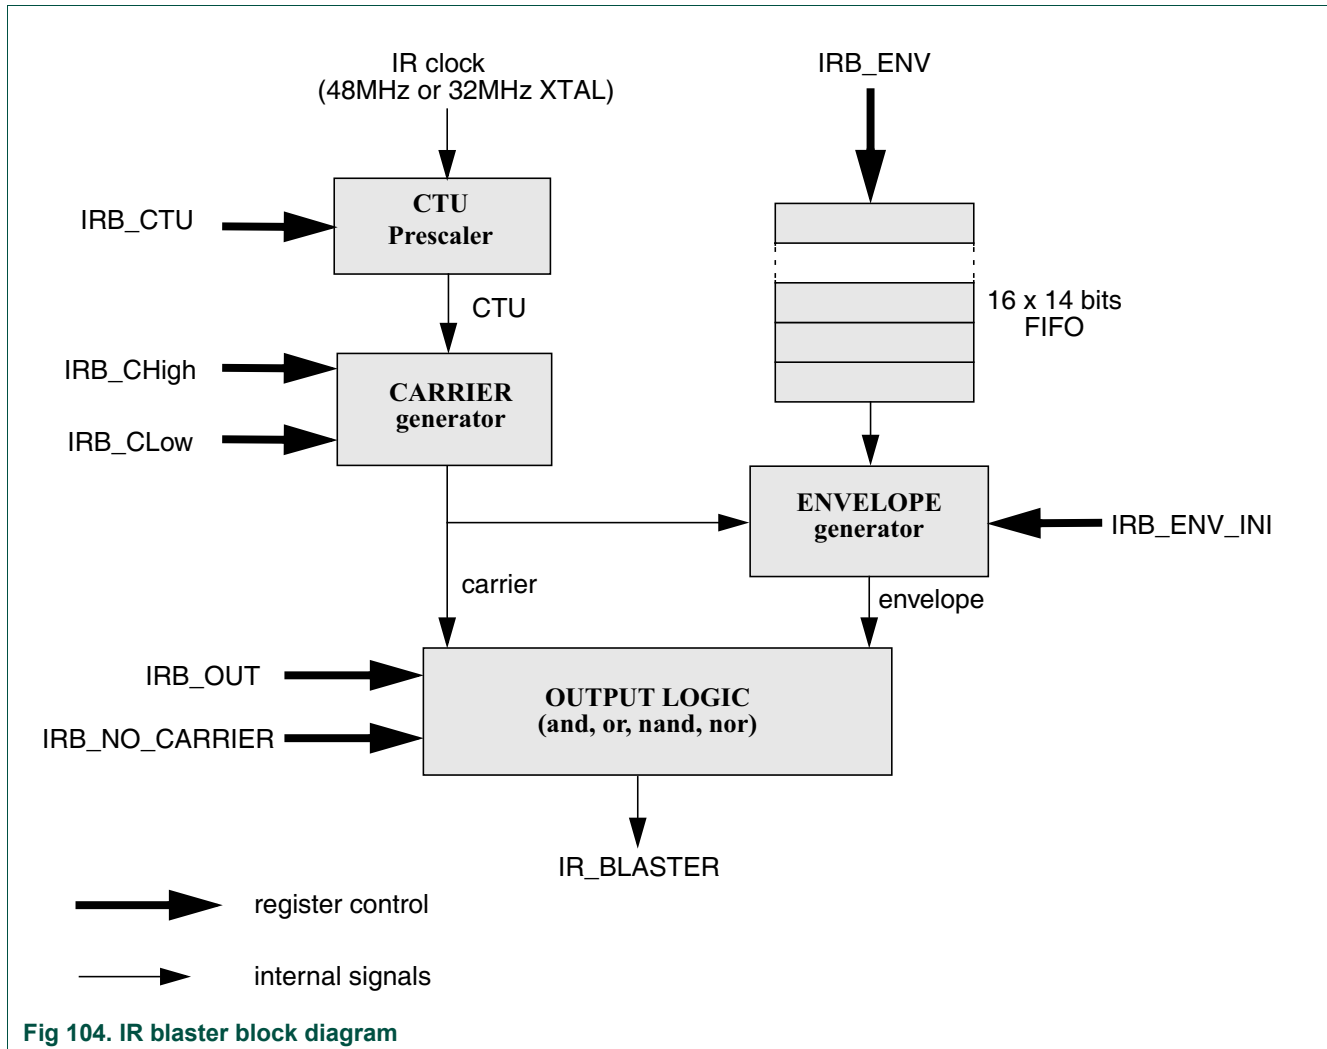 IR clock
(48MHz or 32MHz XTAL)
IRB_ENV
IRB_CTU
CTU
Prescaler
CTU
16 x 14 bits
FIFO
IRB_CHigh
IRB_CLow
CARRIER
generator
ENVELOPE
generator
IRB_ENV_INI
carrier
envelope
IRB_OUT
IRB_NO_CARRIER
OUTPUT LOGIC
(and, or, nand, nor)
IR_BLASTER
register control
internal signals
Fig 104. IR blaster block diagram